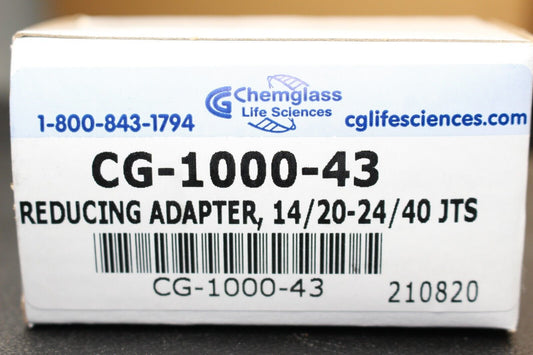 Chemglass
Life Sciences
1-800-843-1794
cglifesciences.com
CG-1000-43
REDUCING ADAPTER, 14/20-24/40 JTS
CG-1000-43
210820